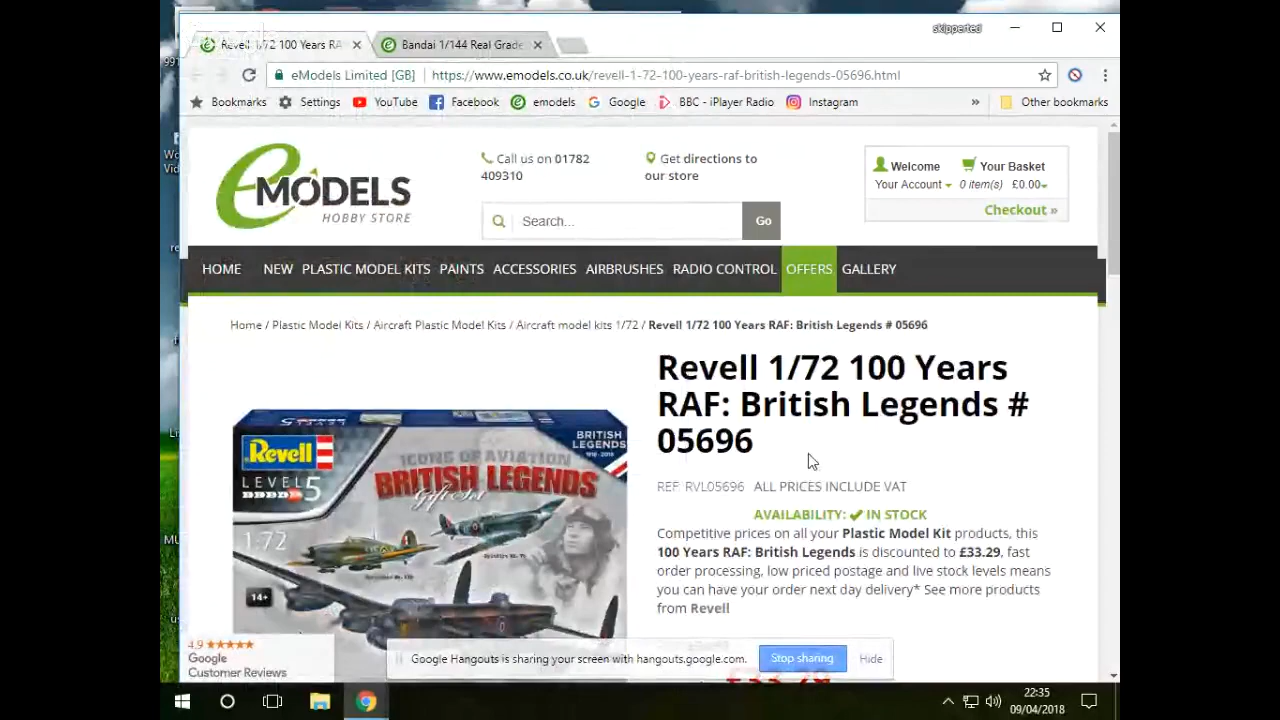 skipperted
Revell 1/72 100 Years RA
Bandai 1/144 Real Grade
eModels Limited [GB] | https://www.emodels.co.uk/revell-1-72-100-years-raf-british-legends-05696.html
Bookmarks Settings YouTube Facebook emodels Google BBC - iPlayer Radio Instagram » Other bookmarks
eMODELS
HOBBY STORE
Call us on 01782
409310
Get directions to
our store
Welcome Your Basket
Your Account 0 item(s) £0.00
Checkout »
Search... Go
HOME NEW PLASTIC MODEL KITS PAINTS ACCESSORIES AIRBRUSHES RADIO CONTROL OFFERS GALLERY
Home / Plastic Model Kits / Aircraft Plastic Model Kits / Aircraft model kits 1/72 / Revell 1/72 100 Years RAF: British Legends # 05696
Revell 1/72 100 Years
RAF: British Legends #
05696
REF: RVL05696 ALL PRICES INCLUDE VAT
AVAILABILITY: IN STOCK
Competitive prices on all your Plastic Model Kit products, this
100 Years RAF: British Legends is discounted to £33.29, fast
order processing, low priced postage and live stock levels means
you can have your order next day delivery* See more products
from Revell
£33.29
Revell
LEVEL 5
1:72
14+
BRITISH
LEGENDS
1918-2018
ICONS OF AVIATION
BRITISH LEGENDS
Gift Set
4.9 ★★★★★
Google
Customer Reviews
Google Hangouts is sharing your screen with hangouts.google.com. Stop sharing Hide
22:35
09/04/2018